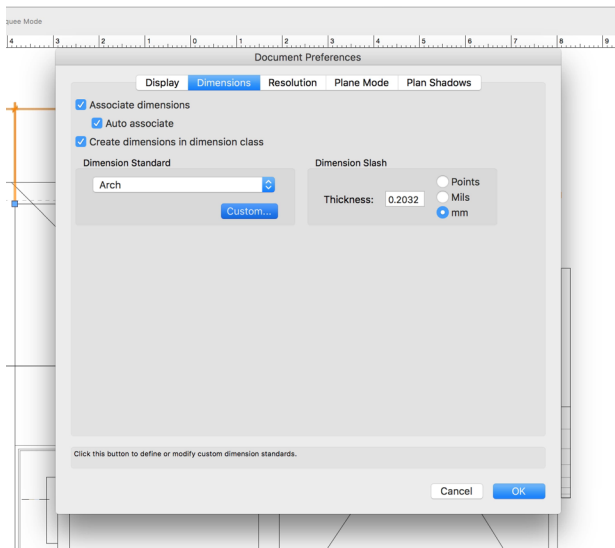 quee Mode
4 3 2 1 0 1 2 3 4 5 6 7 8 9
Document Preferences
Display Dimensions Resolution Plane Mode Plan Shadows
Associate dimensions
Auto associate
Create dimensions in dimension class
Dimension Standard Dimension Slash
Arch
Custom...
Thickness: 0.2032
Points
Mils
mm
Click this button to define or modify custom dimension standards.
Cancel OK